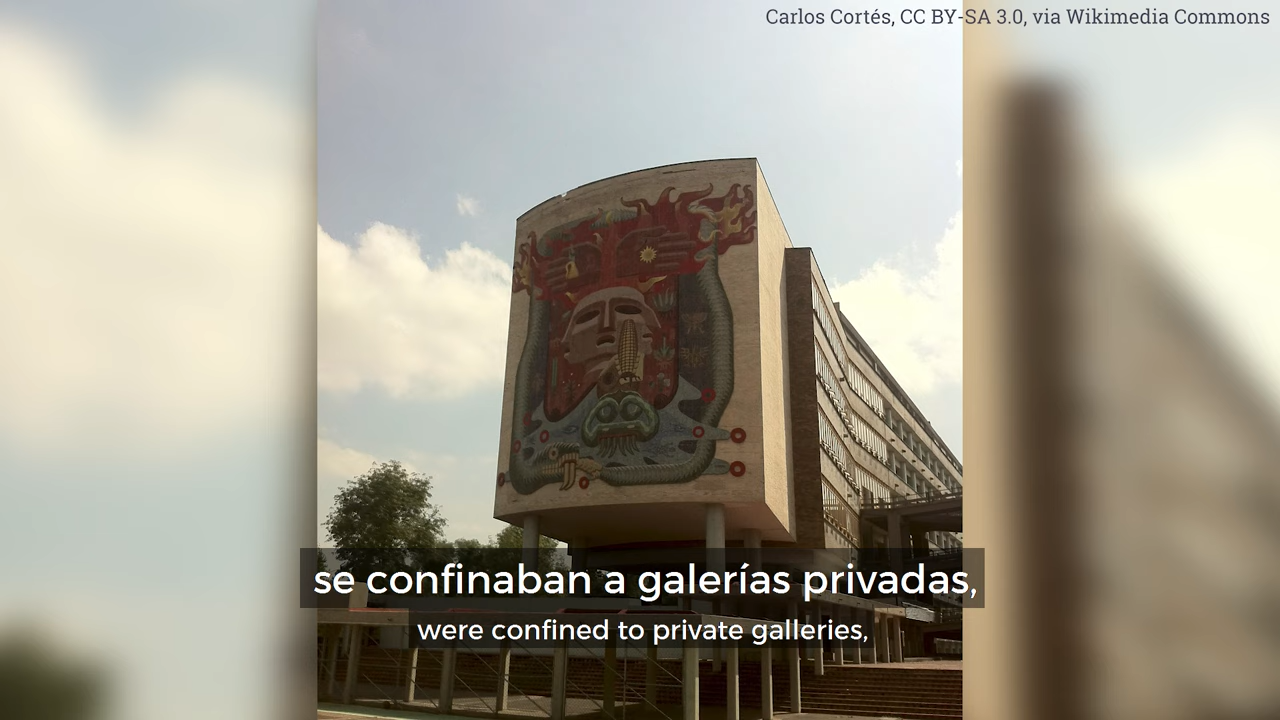 Carlos Cortés, CC BY-SA 3.0, via Wikimedia Commons
se confinaban a galerías privadas,
were confined to private galleries,